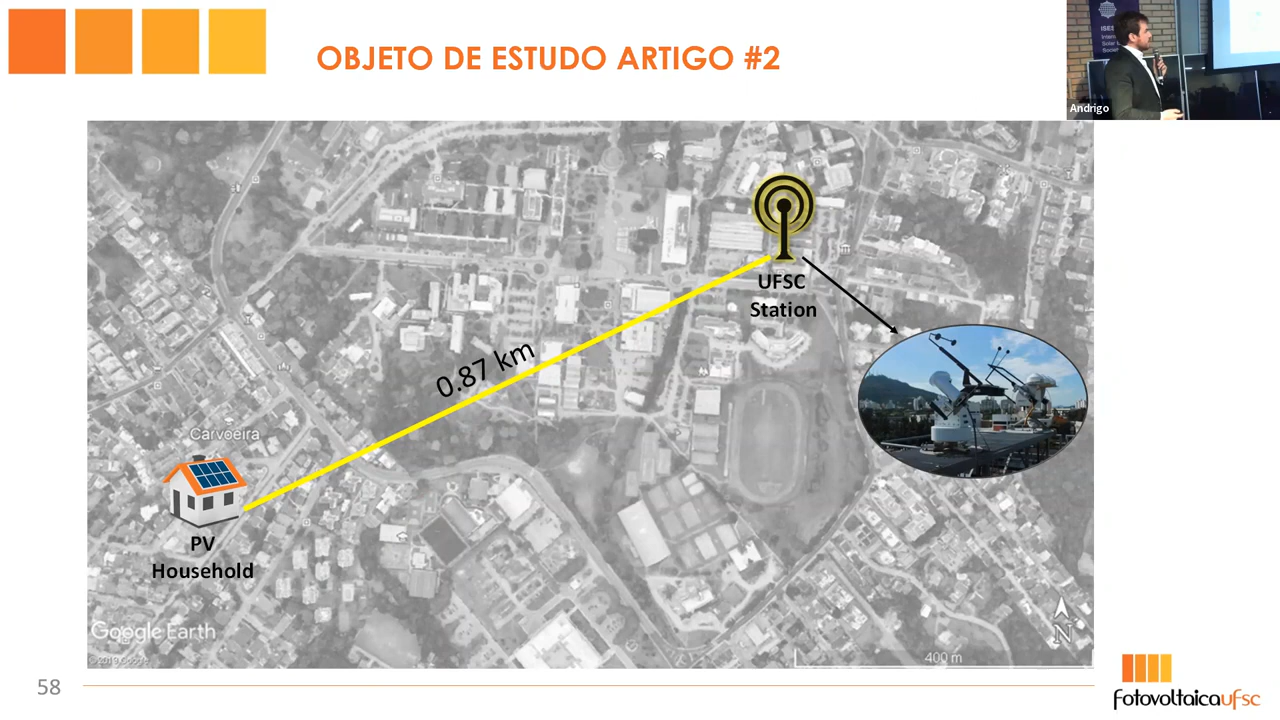 OBJETO DE ESTUDO ARTIGO #2
ISES
Andrigo
UFSC
Station
0.87 km
Carvoeira
PV
Household
Google Earth
N
400 m
58
fotovoltaicaufsc